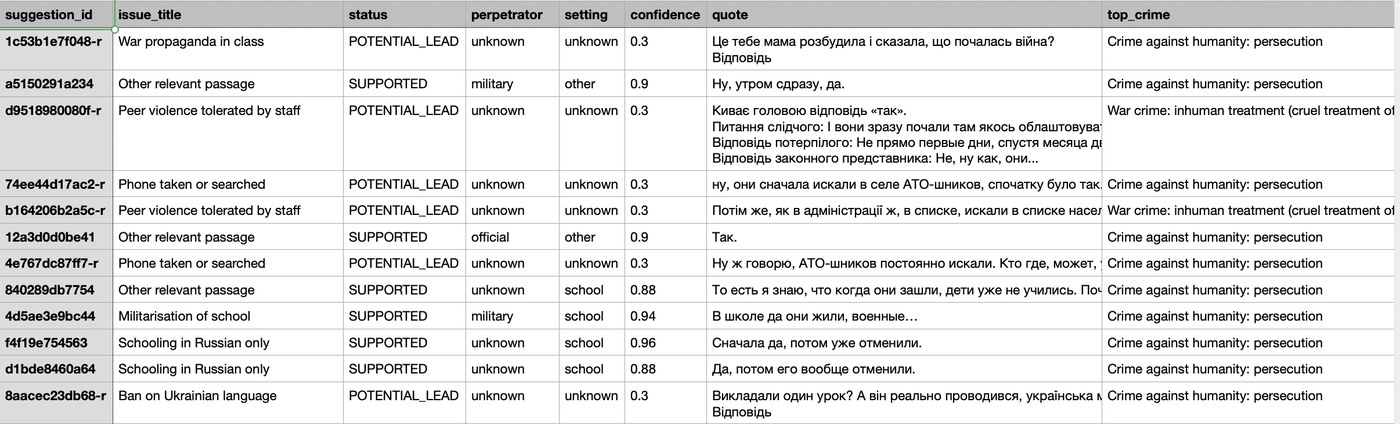 suggestion_id issue_title status perpetrator setting confidence quote top_crime
1c53b1e7f048-r War propaganda in class POTENTIAL_LEAD unknown unknown 0.3 Це тебе мама розбудила і сказала, що почалась війна? Crime against humanity: persecution
Відповідь
a5150291a234 Other relevant passage SUPPORTED military other 0.9 Ну, утром сдразу, да. Crime against humanity: persecution
d9518980080f-r Peer violence tolerated by staff POTENTIAL_LEAD unknown unknown 0.3 Киває головою відповідь «так». War crime: inhuman treatment (cruel treatment of
Питання слідчого: І вони зразу почали там якось облаштовуват
Відповідь потерпілого: Не прямо первые дни, спустя месяца дв
Відповідь законного представника: Не, ну как, они...
74ee44d17ac2-r Phone taken or searched POTENTIAL_LEAD unknown unknown 0.3 ну, они сначала искали в селе АТО-шников, спочатку було так. Crime against humanity: persecution
b164206b2a5c-r Peer violence tolerated by staff POTENTIAL_LEAD unknown unknown 0.3 Потім же, як в адміністрації ж, в списке, искали в списке насел War crime: inhuman treatment (cruel treatment of
12a3d0d0be41 Other relevant passage SUPPORTED official other 0.9 Так. Crime against humanity: persecution
4e767dc87ff7-r Phone taken or searched POTENTIAL_LEAD unknown unknown 0.3 Ну ж говорю, АТО-шников постоянно искали. Кто где, может, Crime against humanity: persecution
840289db7754 Other relevant passage SUPPORTED unknown school 0.88 То есть я знаю, что когда они зашли, дети уже не учились. Поч Crime against humanity: persecution
4d5ae3e9bc44 Militarisation of school SUPPORTED military school 0.94 В школе да они жили, военные… Crime against humanity: persecution
f4f19e754563 Schooling in Russian only SUPPORTED unknown school 0.96 Сначала да, потом уже отменили. Crime against humanity: persecution
d1bde8460a64 Schooling in Russian only SUPPORTED unknown school 0.88 Да, потом его вообще отменили. Crime against humanity: persecution
8aacec23db68-r Ban on Ukrainian language POTENTIAL_LEAD unknown unknown 0.3 Викладали один урок? А він реально проводився, українська м Crime against humanity: persecution
Відповідь